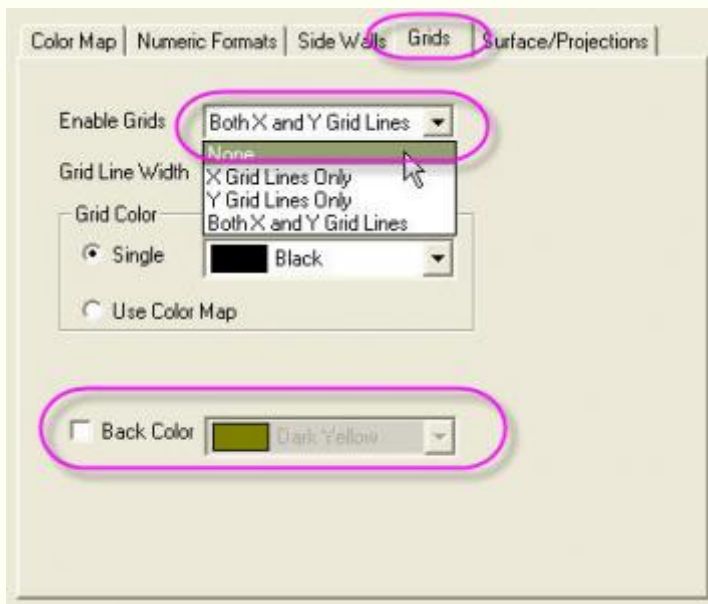 Color Map Numeric Formats Side Walls Grids Surface/Projections
Enable Grids Both X and Y Grid Lines
None
Grid Line Width X Grid Lines Only
Y Grid Lines Only
Grid Color Both X and Y Grid Lines
Single Black
Use Color Map
Back Color Dark Yellow